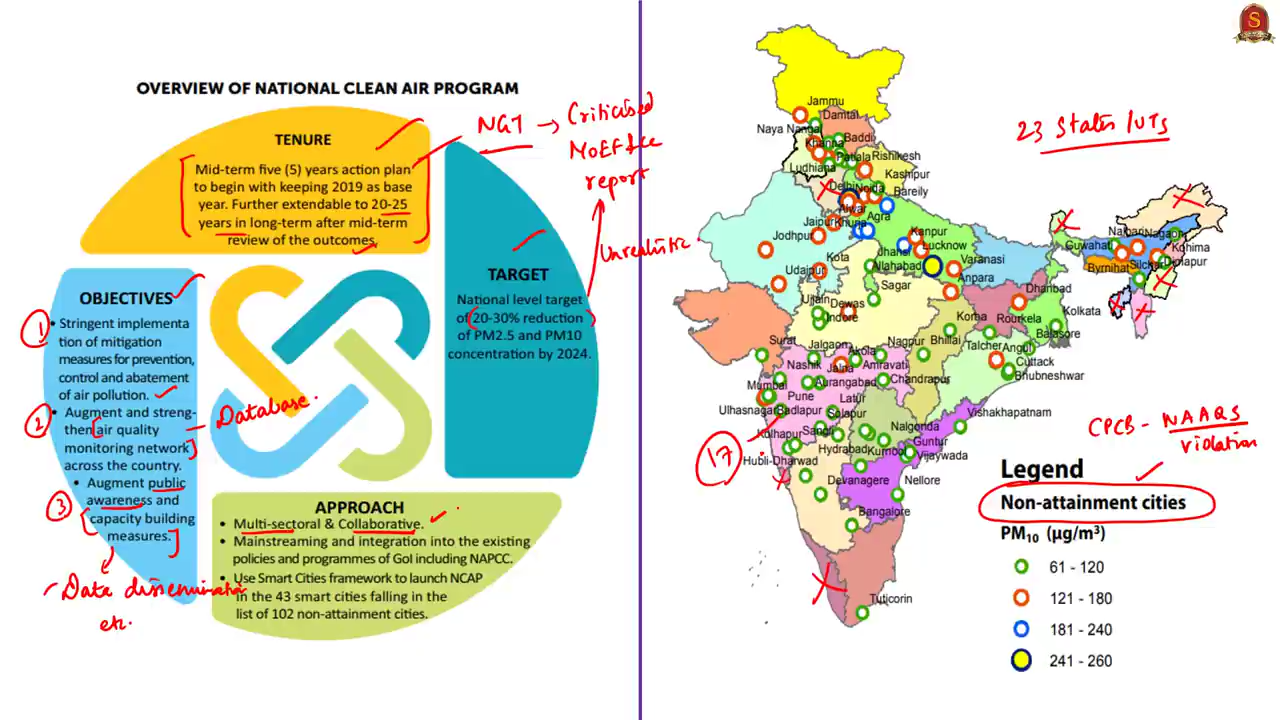 OVERVIEW OF NATIONAL CLEAN AIR PROGRAM
TENURE
Mid-term five (5) years action plan
to begin with keeping 2019 as base
year. Further extendable to 20-25
years in long-term after mid-term
review of the outcomes.
NGT → Criticised
MoEFCC
report
Unrealistic
TARGET
National level target
of 20-30% reduction
of PM2.5 and PM10
concentration by 2024.
OBJECTIVES
1
• Stringent implementa
tion of mitigation
measures for prevention,
control and abatement
of air pollution.
2
• Augment and streng-
then air quality
monitoring network
across the country.
Database.
3
• Augment public
awareness and
capacity building
measures.
Data dissemination
etc.
APPROACH
• Multi-sectoral & Collaborative.
• Mainstreaming and integration into the existing
policies and programmes of GoI including NAPCC.
• Use Smart Cities framework to launch NCAP
in the 43 smart cities falling in the
list of 102 non-attainment cities.
23 States/UTs
Jammu
Damtal
Naya Nangal
Baddi
Khanna
Patiala
Rishikesh
Ludhiana
Kashipur
Delhi
Noida
Bareily
Alwar
Agra
Jaipur
Khurja
Jodhpur
Kanpur
Lucknow
Jhansi
Kota
Allahabad
Varanasi
Udaipur
Anpara
Sagar
Nalbari
Nagaon
Guwahati
Kohima
Byrnihat
Silchar
Dimapur
Dhanbad
Ujjain
Dewas
Indore
Korba
Rourkela
Kolkata
Balasore
Surat
Jalgaon
Nagpur
Bhillai
Talcher
Angul
Akola
Nashik
Jalna
Amravati
Cuttack
Mumbai
Aurangabad
Chandrapur
Bhubneshwar
Pune
Latur
Ulhasnagar
Badlapur
Solapur
Vishakhapatnam
Sangli
Nalgonda
Kolhapur
Guntur
17
Hydrabad
Kurnool
Vijaywada
Hubli-Dharwad
Devanagere
Nellore
Bangalore
Tuticorin
CPCB - NAAQS
violation
Legend
Non-attainment cities
PM₁₀ (µg/m³)
61 - 120
121 - 180
181 - 240
241 - 260